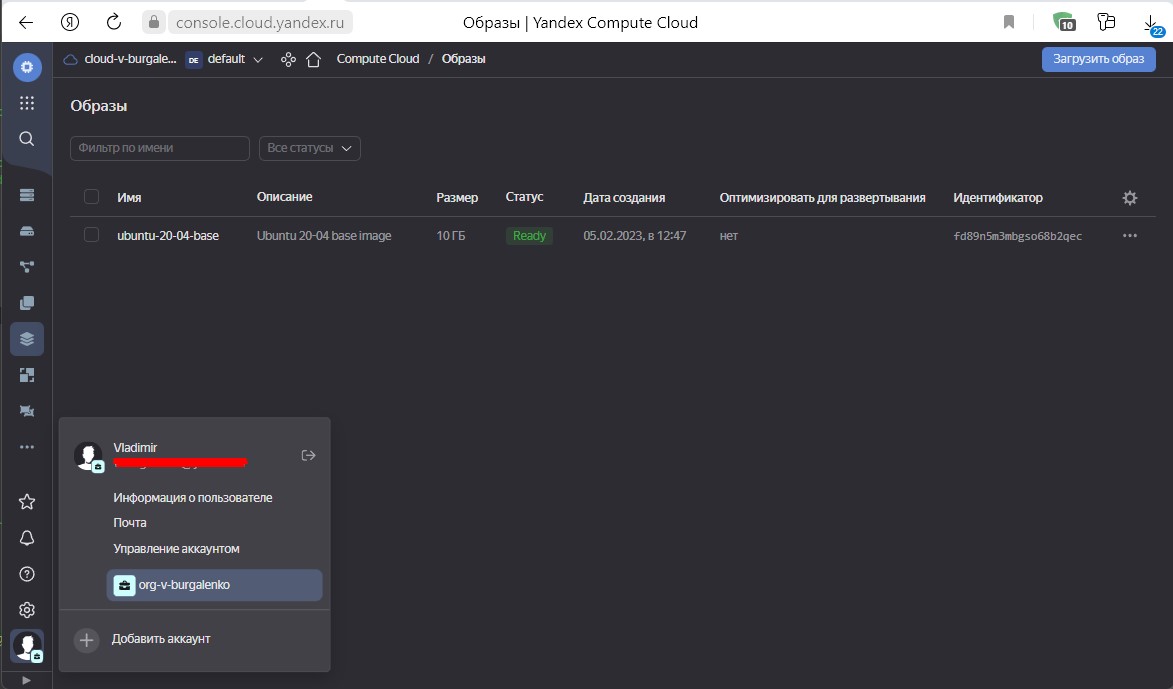 console.cloud.yandex.ru
Образы | Yandex Compute Cloud
10
22
cloud-v-burgale... DE default Compute Cloud / Образы
Загрузить образ
Образы
Фильтр по имени
Все статусы
Имя Описание Размер Статус Дата создания Оптимизировать для развертывания Идентификатор
ubuntu-20-04-base Ubuntu 20-04 base image 10 ГБ Ready 05.02.2023, в 12:47 нет fd89n5m3mbgso68b2qec
Vladimir
Информация о пользователе
Почта
Управление аккаунтом
org-v-burgalenko
Добавить аккаунт